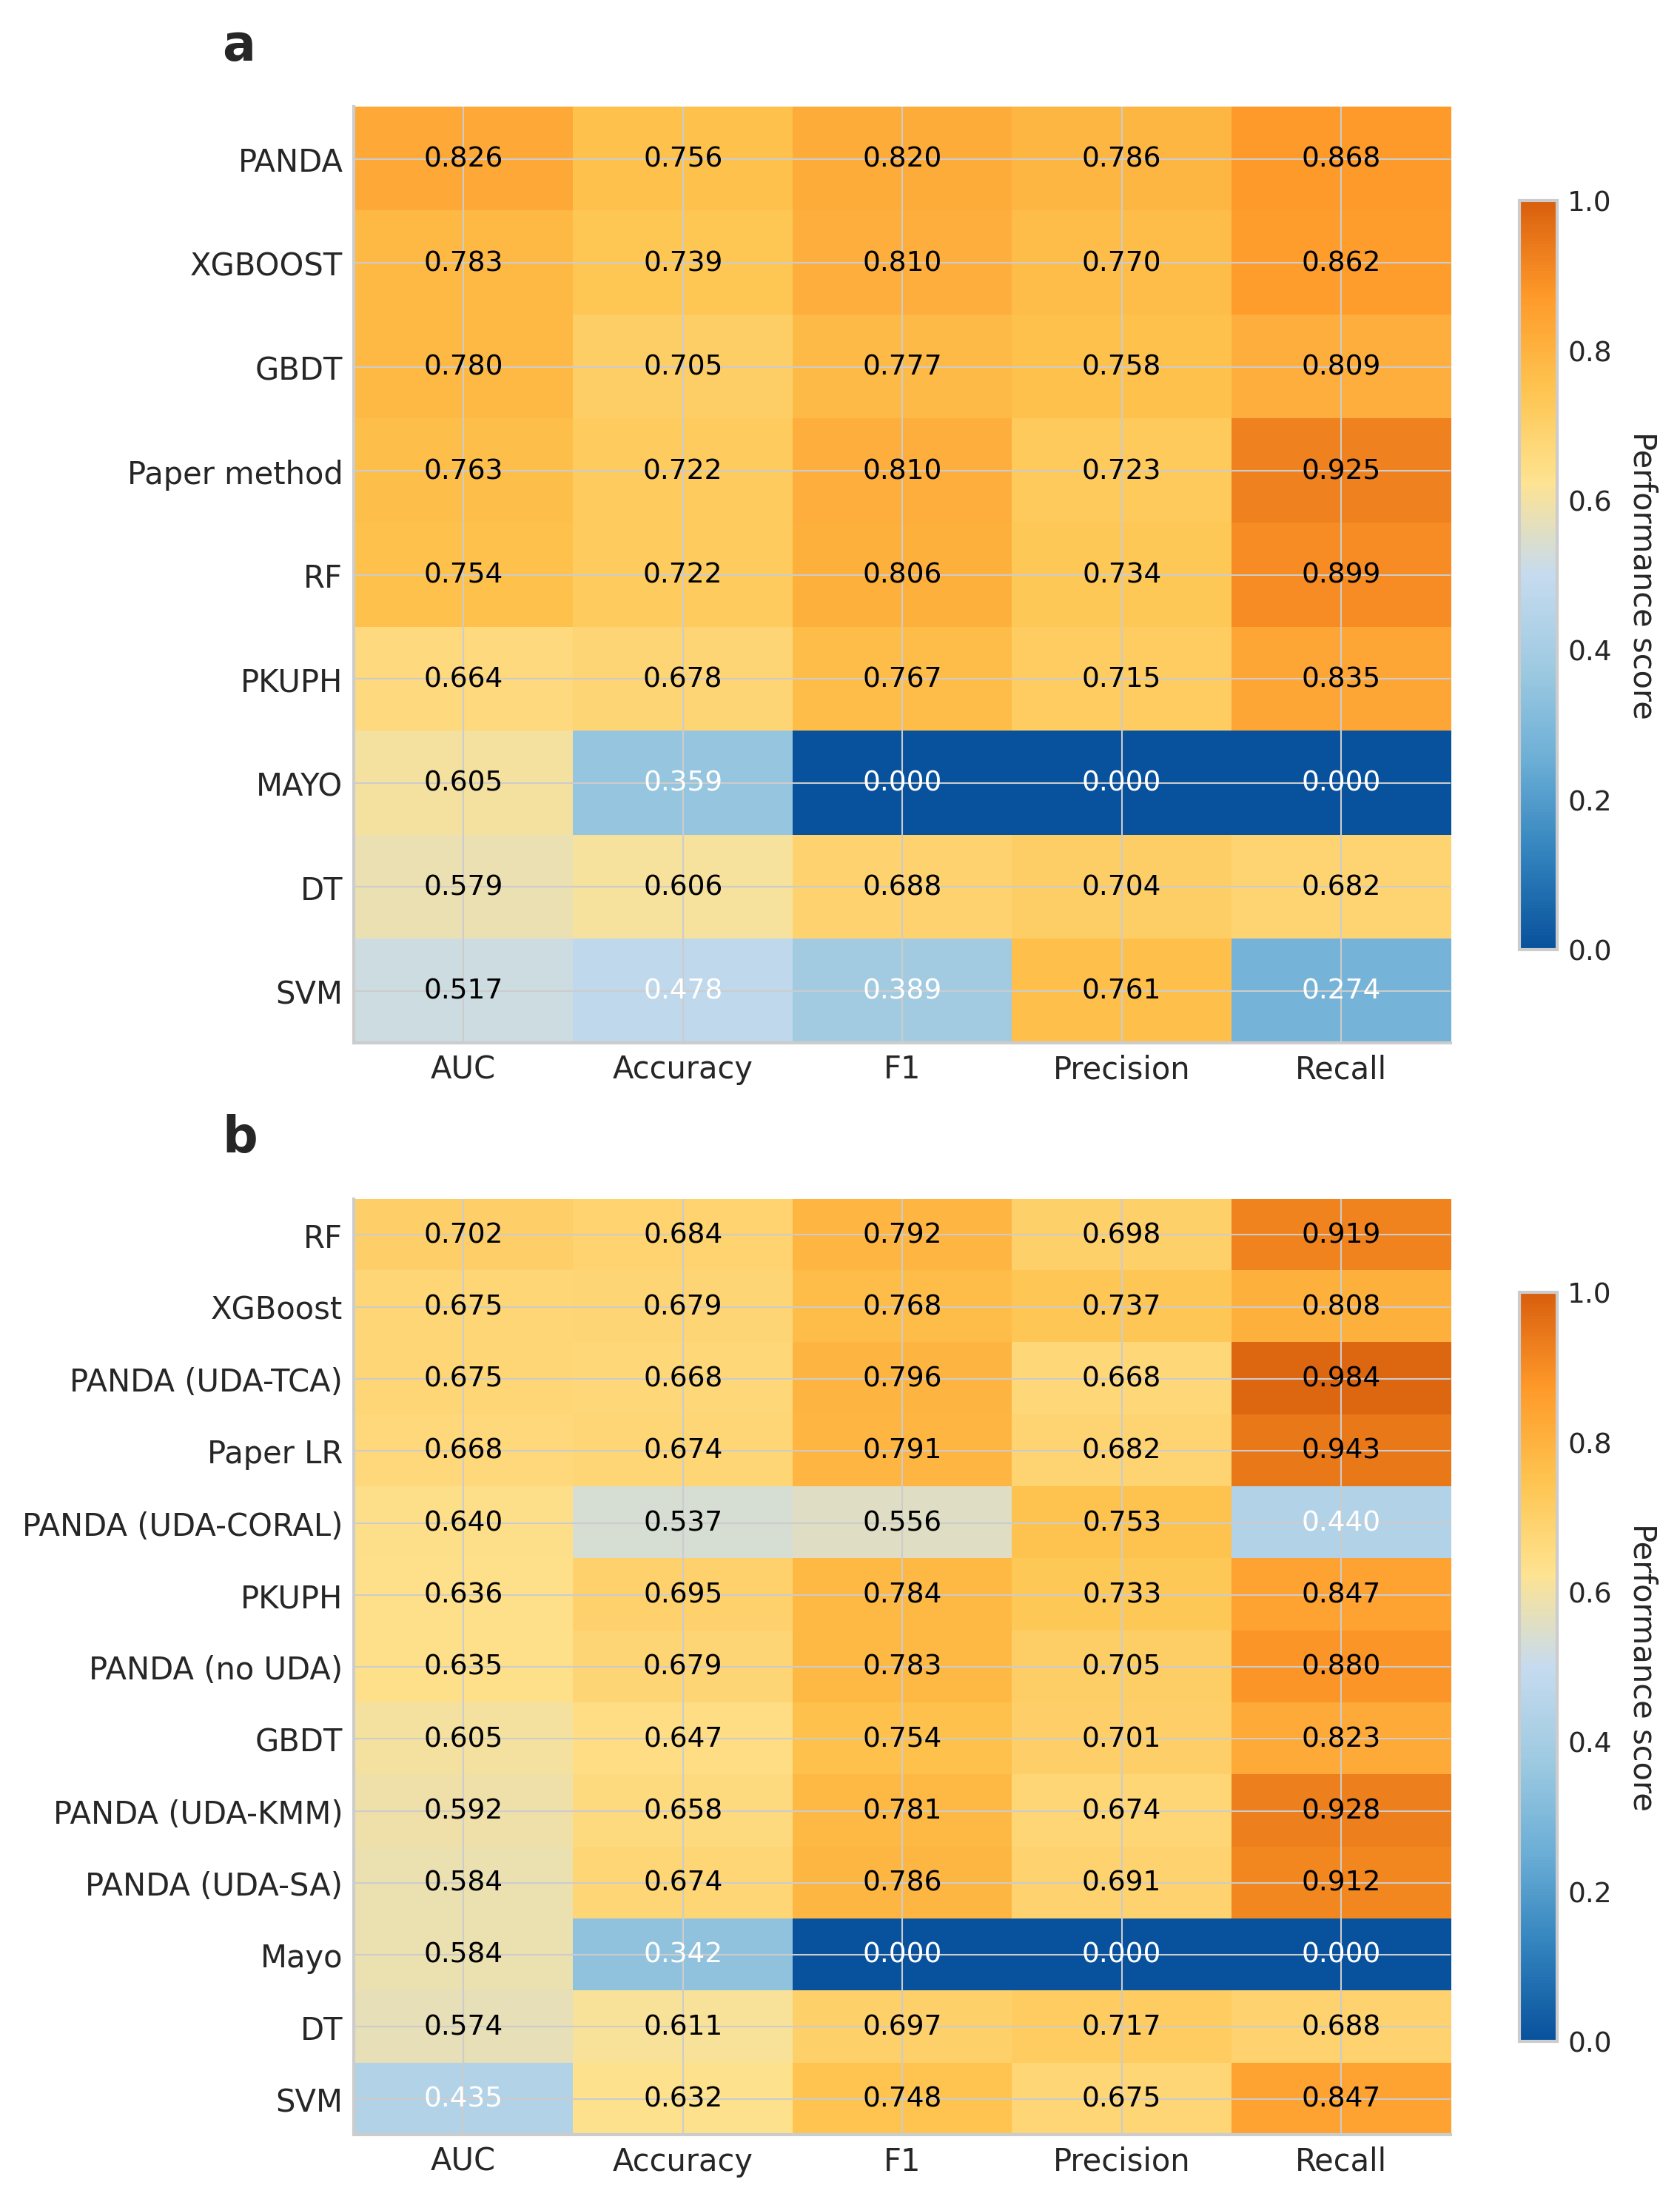 a
PANDA 0.826 0.756 0.820 0.786 0.868
XGBOOST 0.783 0.739 0.810 0.770 0.862
GBDT 0.780 0.705 0.777 0.758 0.809
Paper method 0.763 0.722 0.810 0.723 0.925
RF 0.754 0.722 0.806 0.734 0.899
PKUPH 0.664 0.678 0.767 0.715 0.835
MAYO 0.605 0.359 0.000 0.000 0.000
DT 0.579 0.606 0.688 0.704 0.682
SVM 0.517 0.478 0.389 0.761 0.274
AUC Accuracy F1 Precision Recall
1.0
0.8
0.6
0.4
0.2
0.0
Performance score
b
RF 0.702 0.684 0.792 0.698 0.919
XGBoost 0.675 0.679 0.768 0.737 0.808
PANDA (UDA-TCA) 0.675 0.668 0.796 0.668 0.984
Paper LR 0.668 0.674 0.791 0.682 0.943
PANDA (UDA-CORAL) 0.640 0.537 0.556 0.753 0.440
PKUPH 0.636 0.695 0.784 0.733 0.847
PANDA (no UDA) 0.635 0.679 0.783 0.705 0.880
GBDT 0.605 0.647 0.754 0.701 0.823
PANDA (UDA-KMM) 0.592 0.658 0.781 0.674 0.928
PANDA (UDA-SA) 0.584 0.674 0.786 0.691 0.912
Mayo 0.584 0.342 0.000 0.000 0.000
DT 0.574 0.611 0.697 0.717 0.688
SVM 0.435 0.632 0.748 0.675 0.847
AUC Accuracy F1 Precision Recall
1.0
0.8
0.6
0.4
0.2
0.0
Performance score